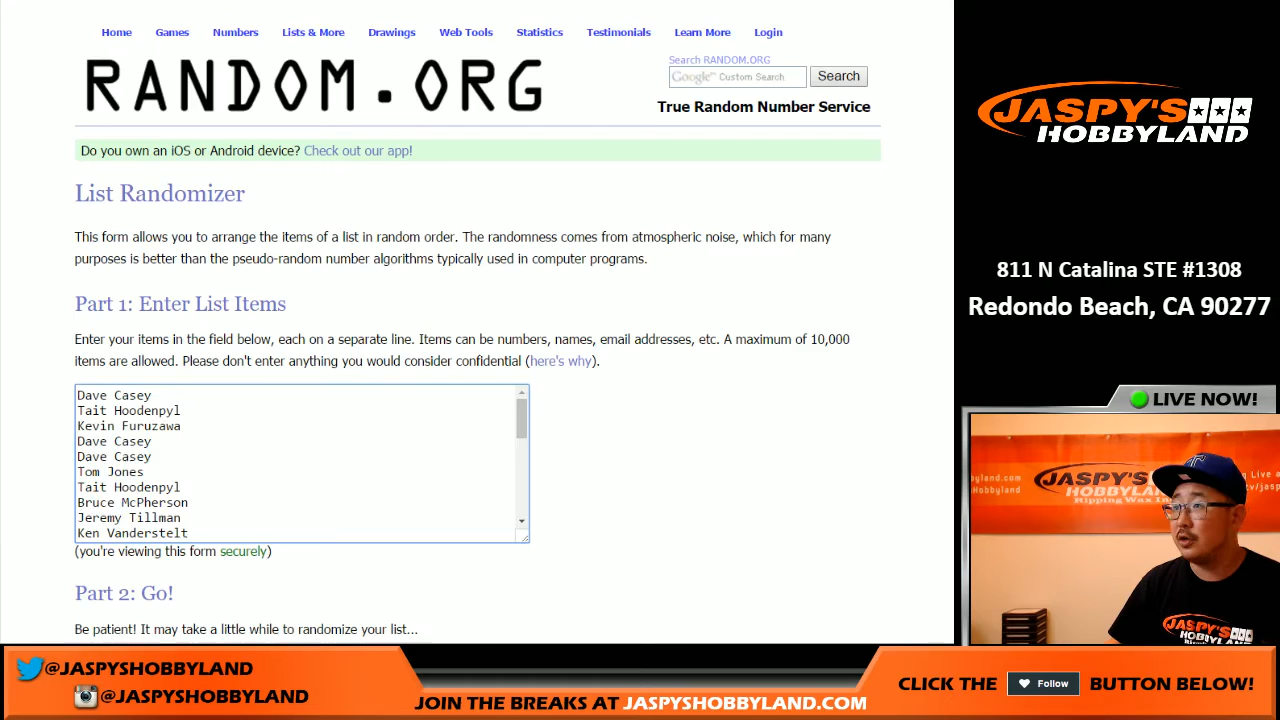 Home Games Numbers Lists & More Drawings Web Tools Statistics Testimonials Learn More Login
RANDOM.ORG
Search RANDOM.ORG
Google™ Custom Search
Search
True Random Number Service
Do you own an iOS or Android device? Check out our app!
List Randomizer
This form allows you to arrange the items of a list in random order. The randomness comes from atmospheric noise, which for many
purposes is better than the pseudo-random number algorithms typically used in computer programs.
Part 1: Enter List Items
Enter your items in the field below, each on a separate line. Items can be numbers, names, email addresses, etc. A maximum of 10,000
items are allowed. Please don't enter anything you would consider confidential (here's why).
Dave Casey
Tait Hoodenpyl
Kevin Furuzawa
Dave Casey
Dave Casey
Tom Jones
Tait Hoodenpyl
Bruce McPherson
Jeremy Tillman
Ken Vanderstelt
(you're viewing this form securely)
Part 2: Go!
Be patient! It may take a little while to randomize your list...
JASPY'S
HOBBYLAND
811 N Catalina STE #1308
Redondo Beach, CA 90277
LIVE NOW!
JASPY'S
HOBBYLAND
JASPY'S
HOBBYLAND
@JASPYSHOBBYLAND
@JASPYSHOBBYLAND
JOIN THE BREAKS AT JASPYSHOBBYLAND.COM
CLICK THE Follow BUTTON BELOW!